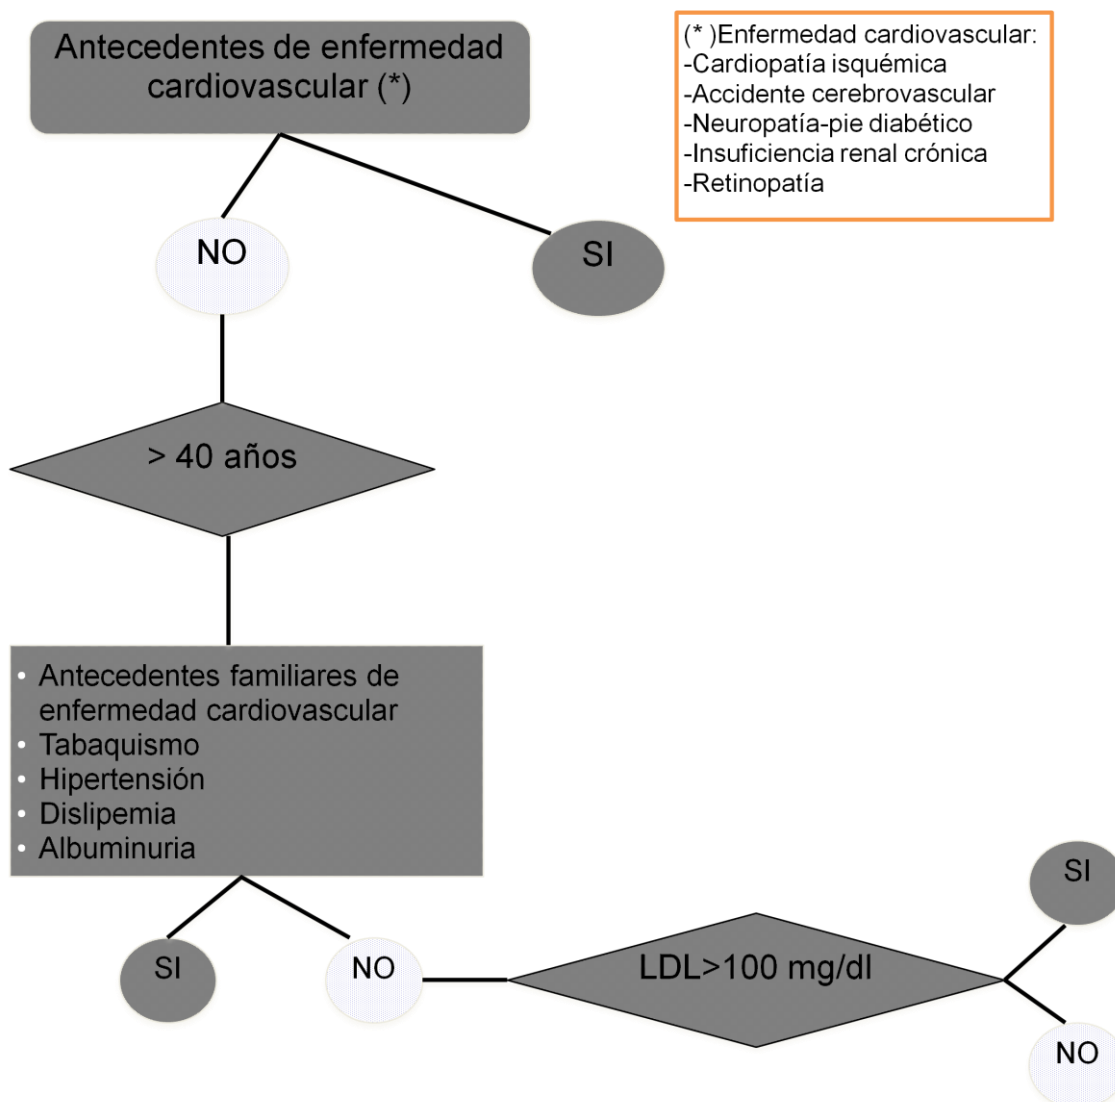 Antecedentes de enfermedad
cardiovascular (*)
(* )Enfermedad cardiovascular:
-Cardiopatía isquémica
-Accidente cerebrovascular
-Neuropatía-pie diabético
-Insuficiencia renal crónica
-Retinopatía
NO
SI
> 40 años
• Antecedentes familiares de
enfermedad cardiovascular
• Tabaquismo
• Hipertensión
• Dislipemia
• Albuminuria
SI
NO
LDL>100 mg/dl
SI
NO